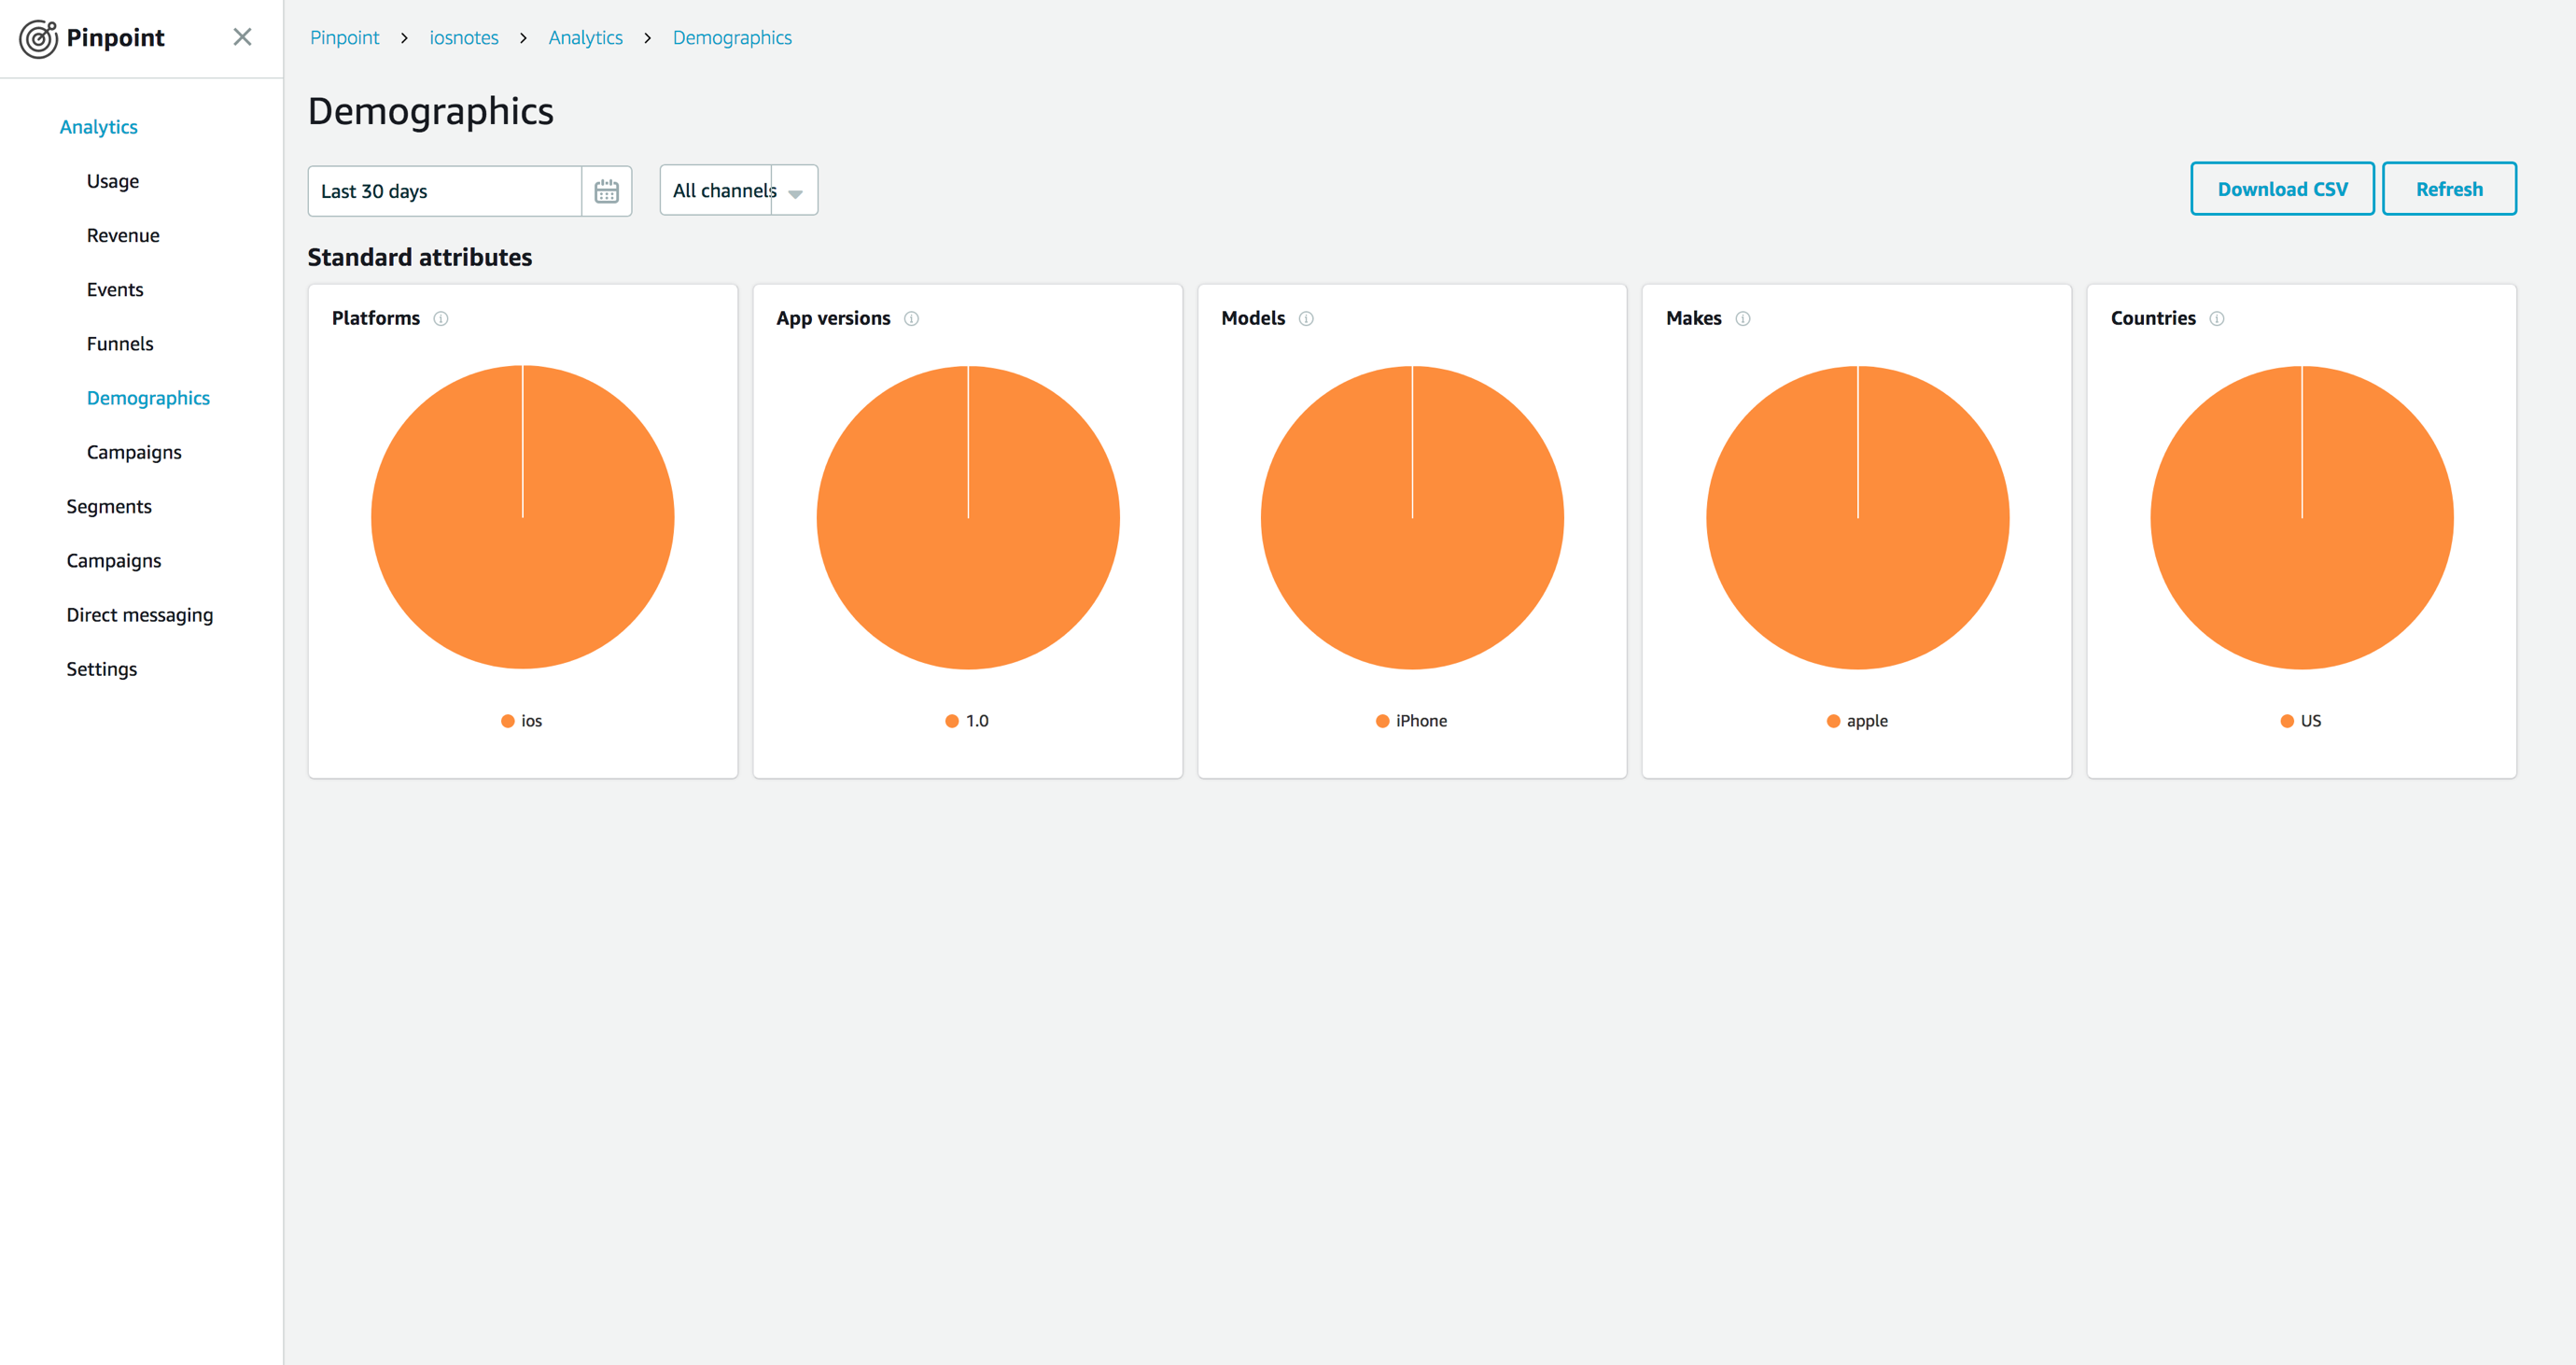 Pinpoint
Analytics
Usage
Revenue
Events
Funnels
Demographics
Campaigns
Segments
Campaigns
Direct messaging
Settings
Pinpoint > iosnotes > Analytics > Demographics
Demographics
Last 30 days
All channels
Download CSV
Refresh
Standard attributes
Platforms
ios
App versions
1.0
Models
iPhone
Makes
apple
Countries
US